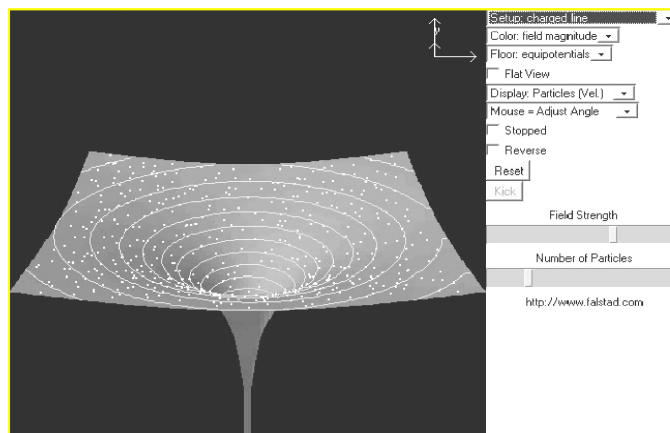 Setup: charged line
Color: field magnitude
Floor: equipotentials
Flat View
Display: Particles (Vel.)
Mouse = Adjust Angle
Stopped
Reverse
Reset
Kick
Field Strength
Number of Particles
http://www.falstad.com